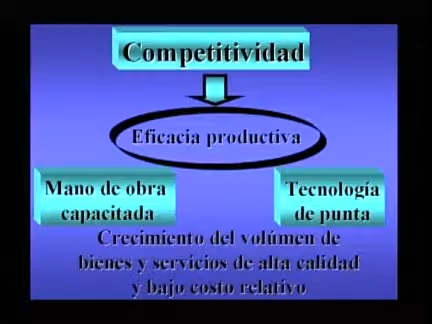 Competitividad
Eficacia productiva
Mano de obra
capacitada
Tecnología
de punta
Crecimiento del volúmen de
bienes y servicios de alta calidad
y bajo costo relativo